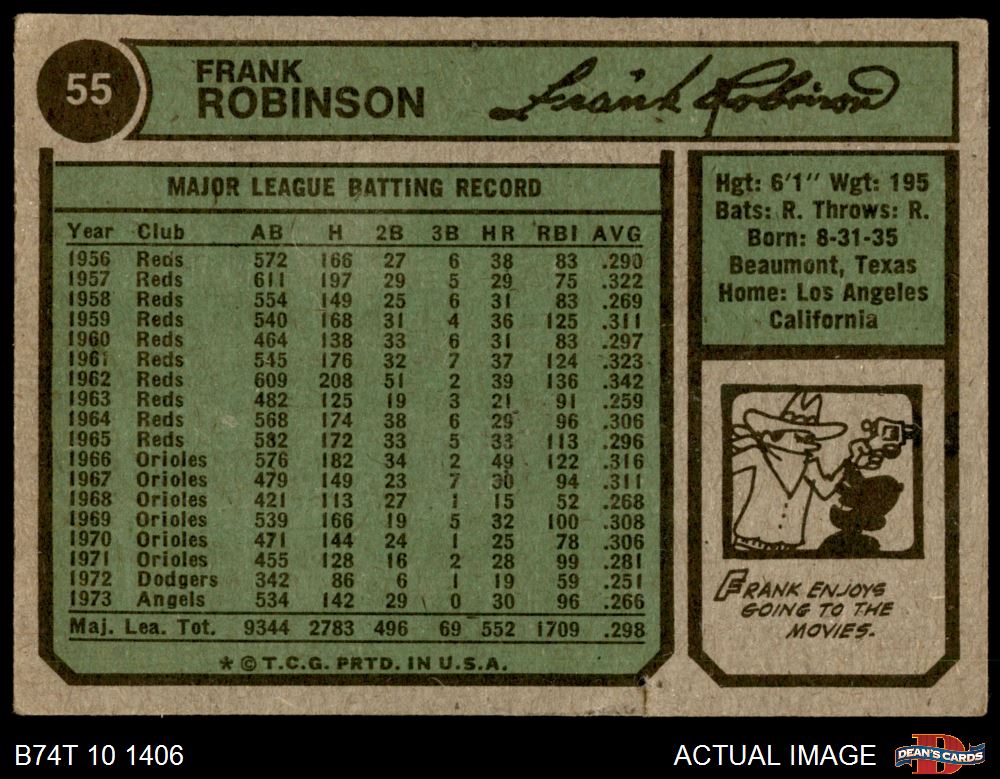 55
FRANK
ROBINSON
Frank Robinson
MAJOR LEAGUE BATTING RECORD
Year Club AB H 2B 3B HR RBI AVG
1956 Reds 572 166 27 6 38 83 .290
1957 Reds 611 197 29 5 29 75 .322
1958 Reds 554 149 25 6 31 83 .269
1959 Reds 540 168 31 4 36 125 .311
1960 Reds 464 138 33 6 31 83 .297
1961 Reds 545 176 32 7 37 124 .323
1962 Reds 609 208 51 2 39 136 .342
1963 Reds 482 125 19 3 21 91 .259
1964 Reds 568 174 38 6 29 96 .306
1965 Reds 582 172 33 5 33 113 .296
1966 Orioles 576 182 34 2 49 122 .316
1967 Orioles 479 149 23 7 30 94 .311
1968 Orioles 421 113 27 1 15 52 .268
1969 Orioles 539 166 19 5 32 100 .308
1970 Orioles 471 144 24 1 25 78 .306
1971 Orioles 455 128 16 2 28 99 .281
1972 Dodgers 342 86 6 1 19 59 .251
1973 Angels 534 142 29 0 30 96 .266
Maj. Lea. Tot. 9344 2783 496 69 552 1709 .298
* © T.C.G. PRTD. IN U.S.A.
Hgt: 6'1" Wgt: 195
Bats: R. Throws: R.
Born: 8-31-35
Beaumont, Texas
Home: Los Angeles
California
FRANK ENJOYS
GOING TO THE
MOVIES.
B74T 10 1406
ACTUAL IMAGE
DEAN'S CARDS